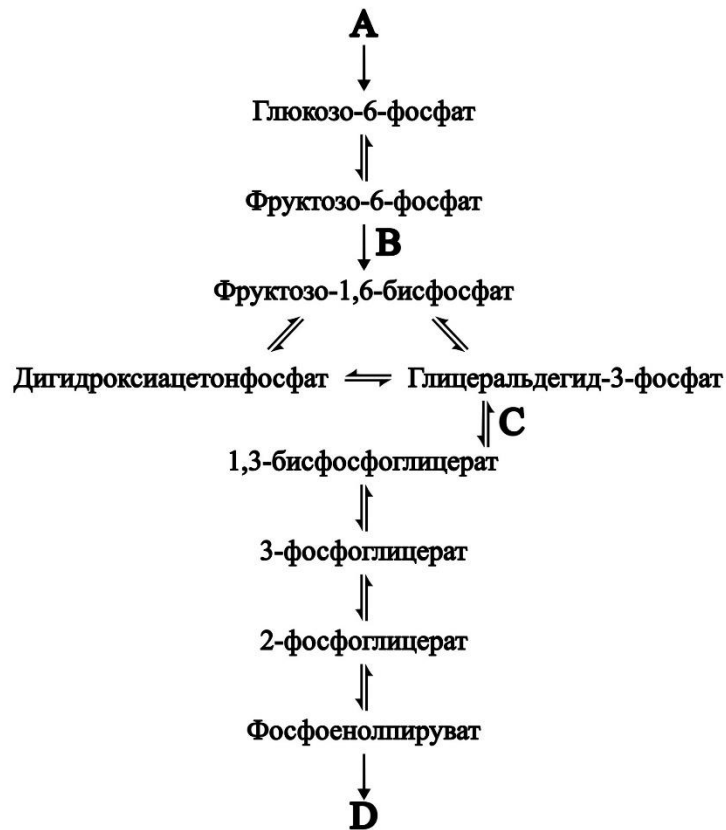 A
Глюкозо-6-фосфат
Фруктозо-6-фосфат
B
Фруктозо-1,6-бисфосфат
Дигидроксиацетонфосфат Глицеральдегид-3-фосфат
C
1,3-бисфосфоглицерат
3-фосфоглицерат
2-фосфоглицерат
Фосфоенолпируват
D